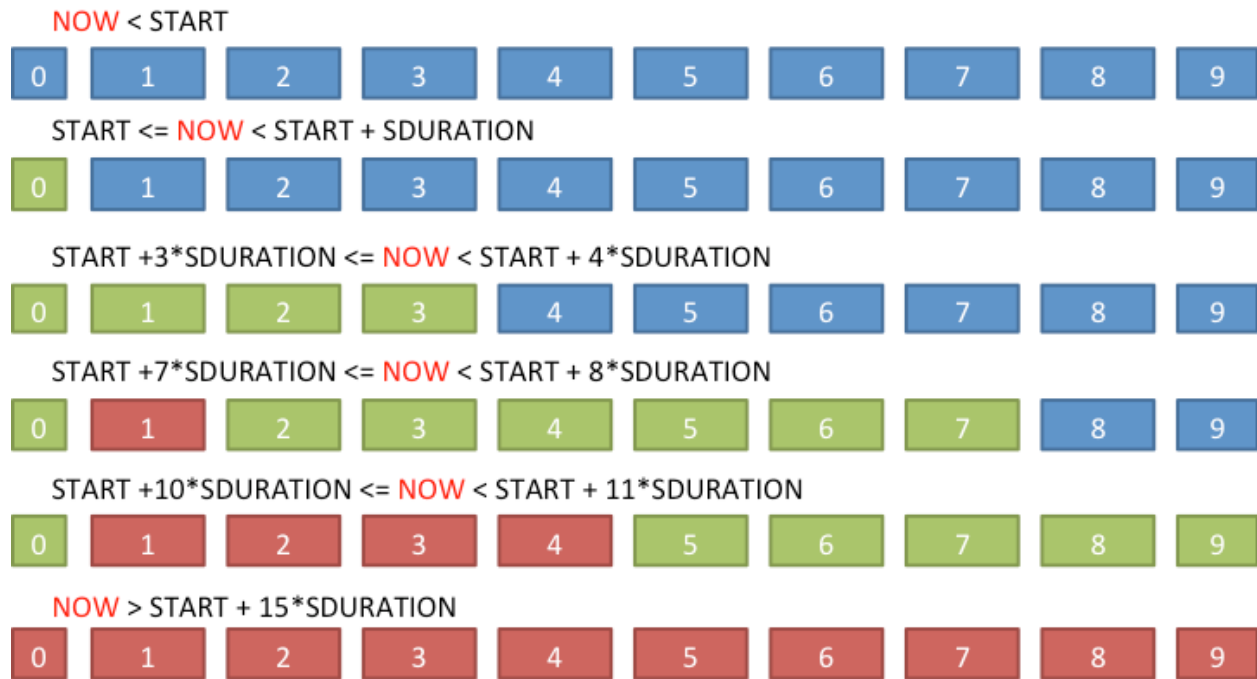 NOW < START
0 1 2 3 4 5 6 7 8 9
START <= NOW < START + SDURATION
0 1 2 3 4 5 6 7 8 9
START +3*SDURATION <= NOW < START + 4*SDURATION
0 1 2 3 4 5 6 7 8 9
START +7*SDURATION <= NOW < START + 8*SDURATION
0 1 2 3 4 5 6 7 8 9
START +10*SDURATION <= NOW < START + 11*SDURATION
0 1 2 3 4 5 6 7 8 9
NOW > START + 15*SDURATION
0 1 2 3 4 5 6 7 8 9